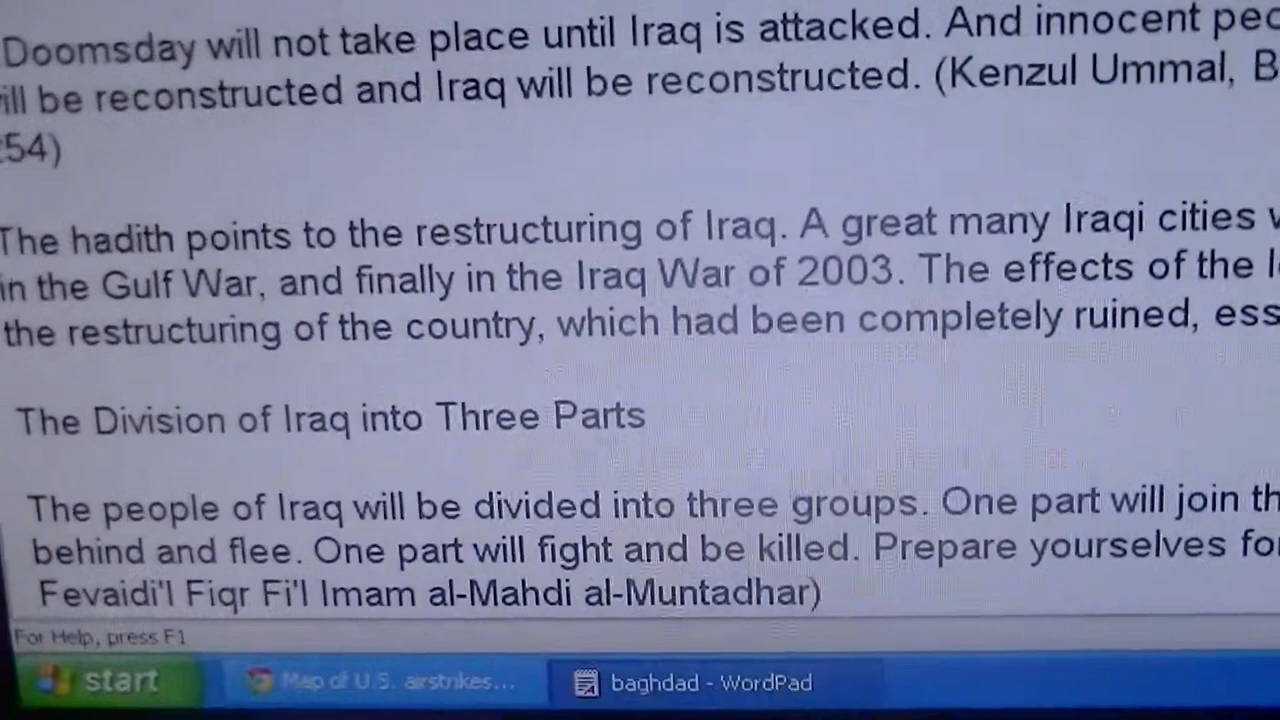 Doomsday will not take place until Iraq is attacked. And innocent
be reconstructed and Iraq will be reconstructed. (Kenzul Ummal,
54)
The hadith points to the restructuring of Iraq. A great many Iraqi cities
in the Gulf War, and finally in the Iraq War of 2003. The effects of the
the restructuring of the country, which had been completely ruined,
The Division of Iraq into Three Parts
The people of Iraq will be divided into three groups. One part will join
behind and flee. One part will fight and be killed. Prepare yourselves
Fevaidi'l Fiqr Fi'l Imam al-Mahdi al-Muntadhar)
For Help, press F1
start Map of U.S. airstrikes... baghdad - WordPad